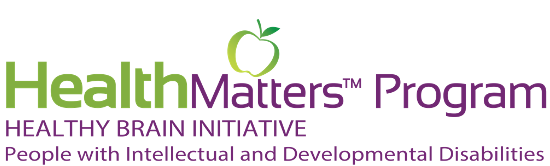 HealthMatters™ Program
HEALTHY BRAIN INITIATIVE
People with Intellectual and Developmental Disabilities